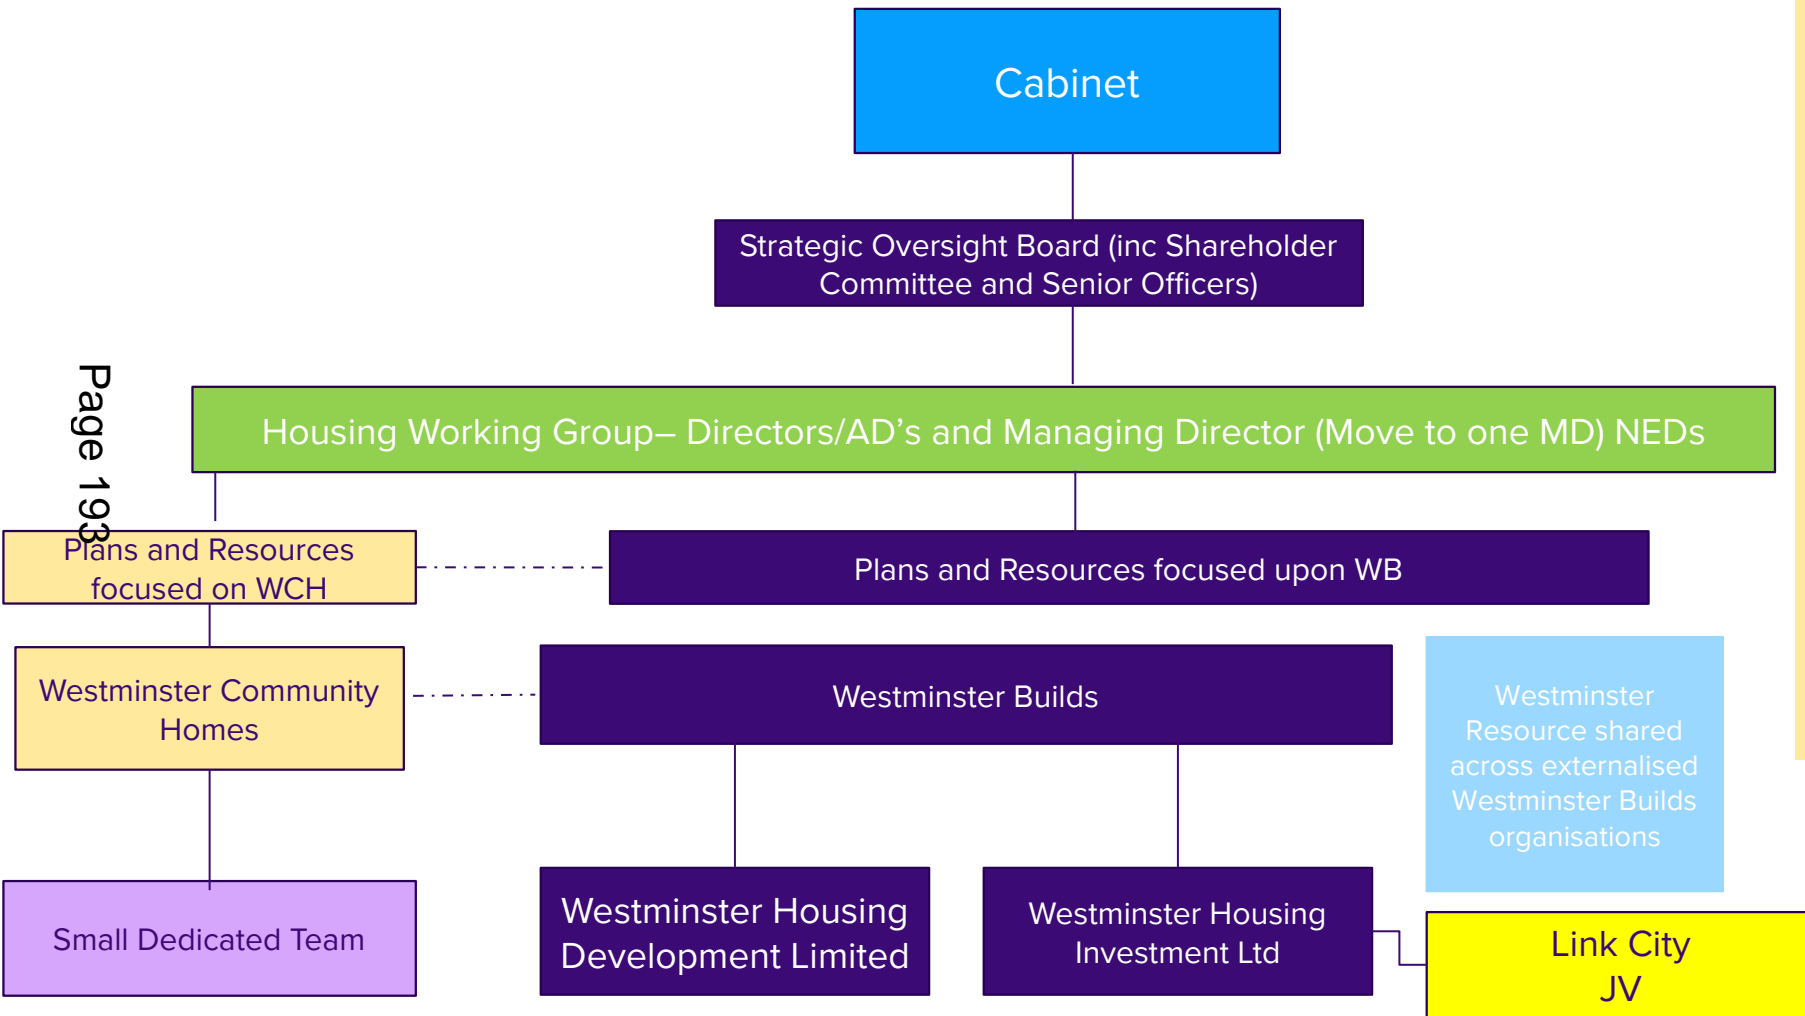 Cabinet
Strategic Oversight Board (inc Shareholder
Committee and Senior Officers)
Housing Working Group– Directors/AD’s and Managing Director (Move to one MD) NEDs
Page 193
Plans and Resources
focused on WCH
Plans and Resources focused upon WB
Westminster Community
Homes
Westminster Builds
Westminster
Resource shared
across externalised
Westminster Builds
organisations
Small Dedicated Team
Westminster Housing
Development Limited
Westminster Housing
Investment Ltd
Link City
JV